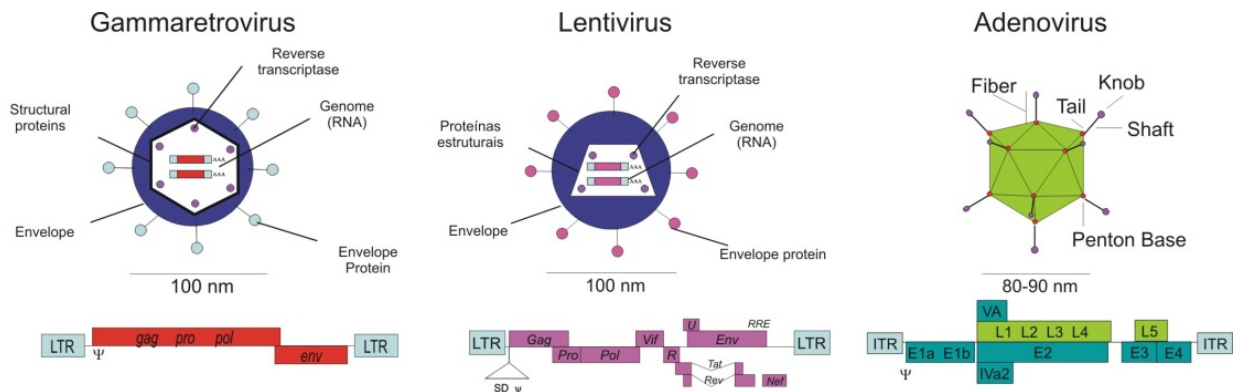 Gammaretrovirus
Reverse
transcriptase
Structural
proteins
Genome
(RNA)
AAA
AAA
Envelope
Envelope
Protein
100 nm
LTR
gag pro pol
env
LTR
Ψ
Lentivirus
Reverse
transcriptase
Proteínas
estruturais
Genome
(RNA)
AAA
AAA
Envelope
Envelope protein
100 nm
LTR
Gag
Pro Pol
Vif
R
U
Env
RRE
LTR
Tat
Rev
Nef
SD Ψ
Adenovirus
Fiber
Knob
Tail
Shaft
Penton Base
80-90 nm
VA
L1 L2 L3 L4
L5
ITR
ITR
E1a E1b
E2
E3 E4
Ψ
IVa2